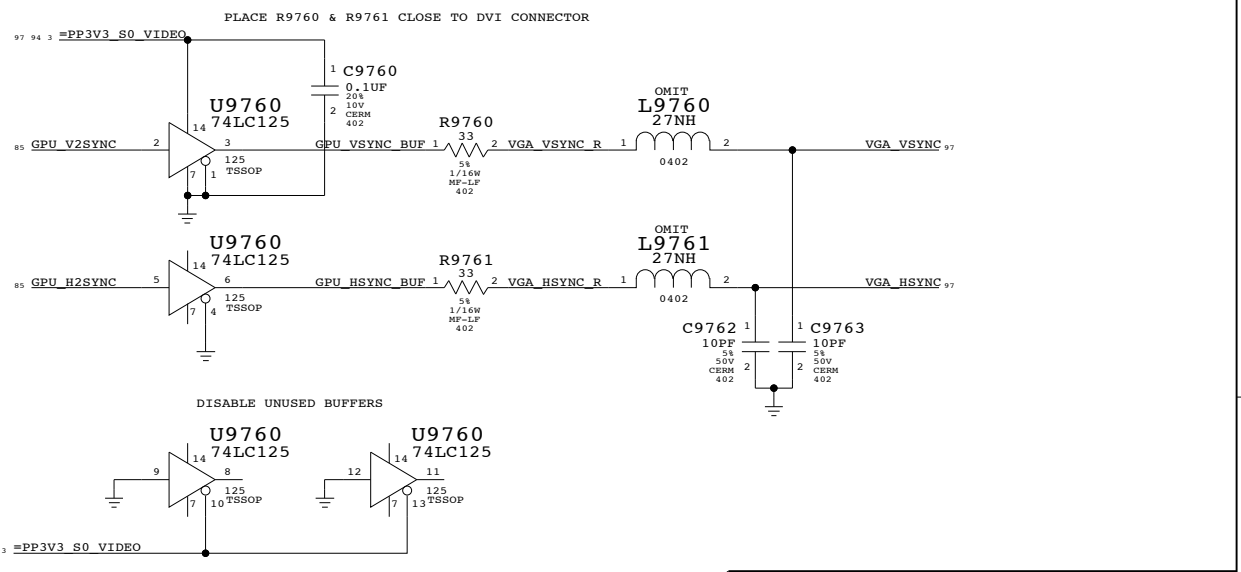 PLACE R9760 & R9761 CLOSE TO DVI CONNECTOR
97 94 3 =PP3V3_S0_VIDEO
1 C9760
0.1UF
20%
10V
CERM
402
2
U9760
74LC125
14
85 GPU_V2SYNC 2
3 GPU_VSYNC_BUF 1
125
TSSOP
7 1
R9760
33
5%
1/16W
MF-LF
402
2 VGA_VSYNC_R 1
OMIT
L9760
27NH
0402
2 VGA_VSYNC 97
U9760
74LC125
14
85 GPU_H2SYNC 5
6 GPU_HSYNC_BUF 1
125
TSSOP
7 4
R9761
33
5%
1/16W
MF-LF
402
2 VGA_HSYNC_R 1
OMIT
L9761
27NH
0402
2 VGA_HSYNC 97
C9762 1
10PF
5%
50V
CERM
402
2
1 C9763
10PF
5%
50V
CERM
402
2
DISABLE UNUSED BUFFERS
U9760
74LC125
14
9 8
125
TSSOP
7 10
U9760
74LC125
14
12 11
125
TSSOP
7 13
3 =PP3V3_S0_VIDEO